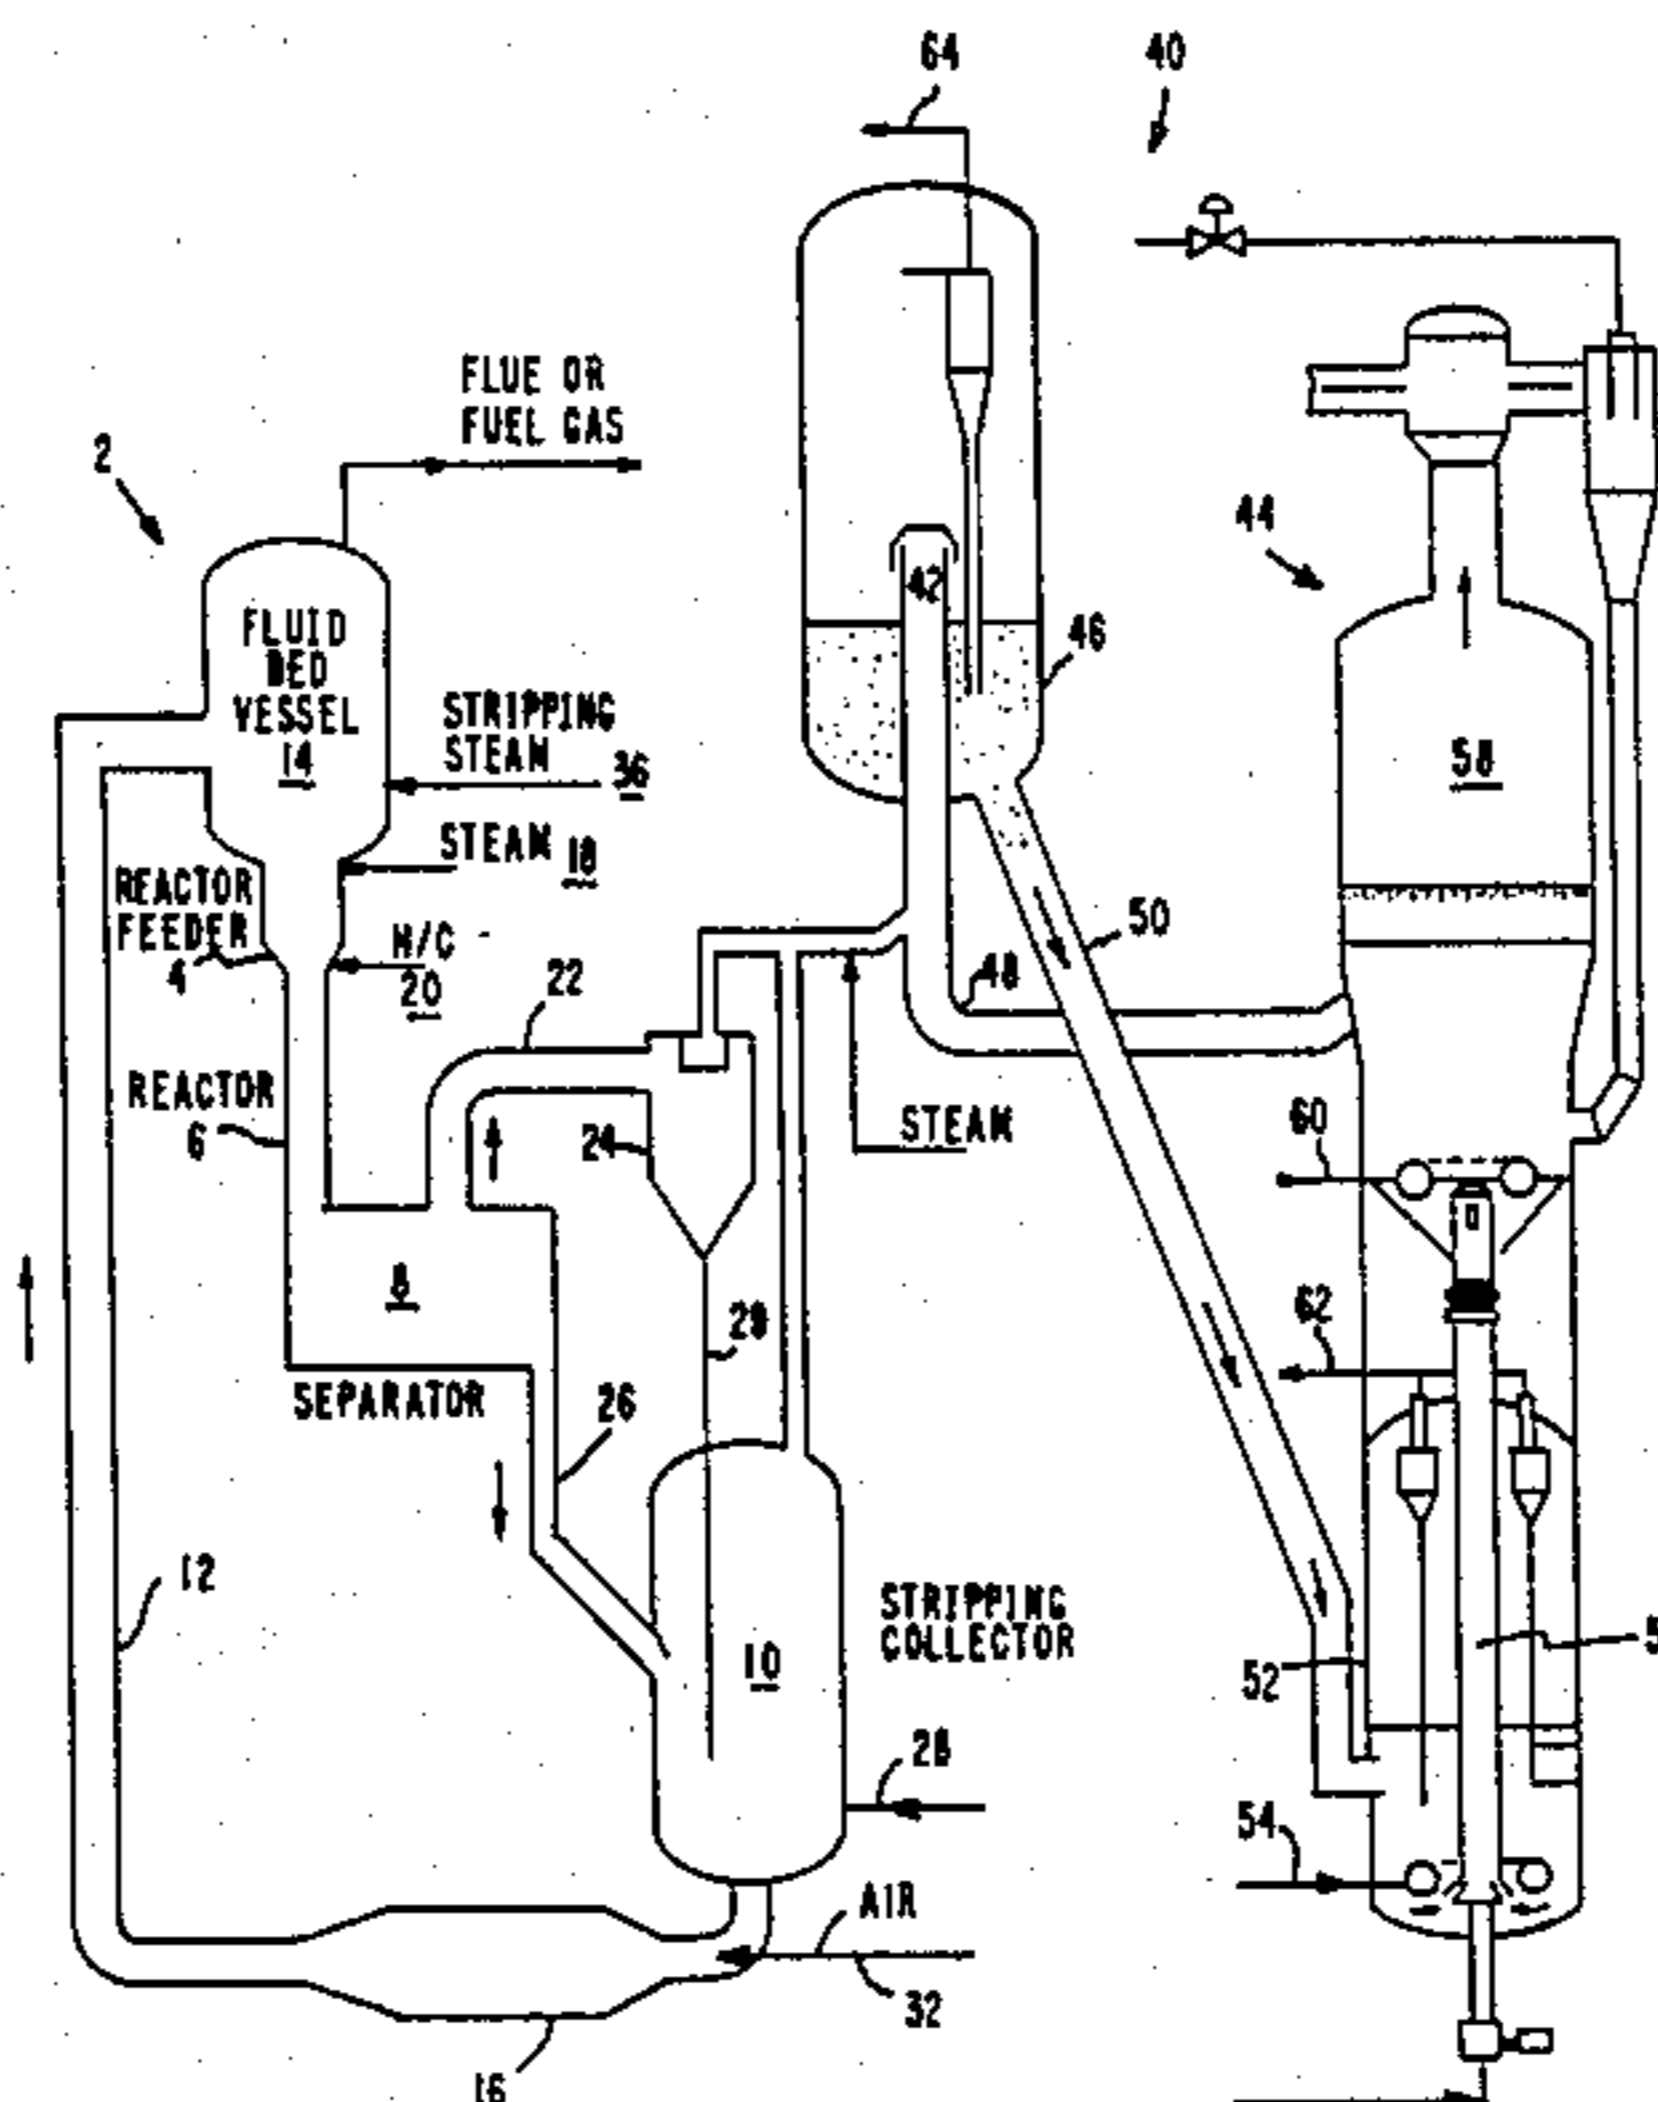 64
40
FLUE OR
FUEL GAS
2
44
42
FLUID
BED
VESSEL
14
46
STRIPPING
STEAM
36
58
STEAM 18
REACTOR
FEEDER
4
H/C
20
50
22
48
REACTOR
6
24
STEAM
60
8
62
SEPARATOR
26
12
STRIPPING
COLLECTOR
10
52
28
54
AIR
32
16